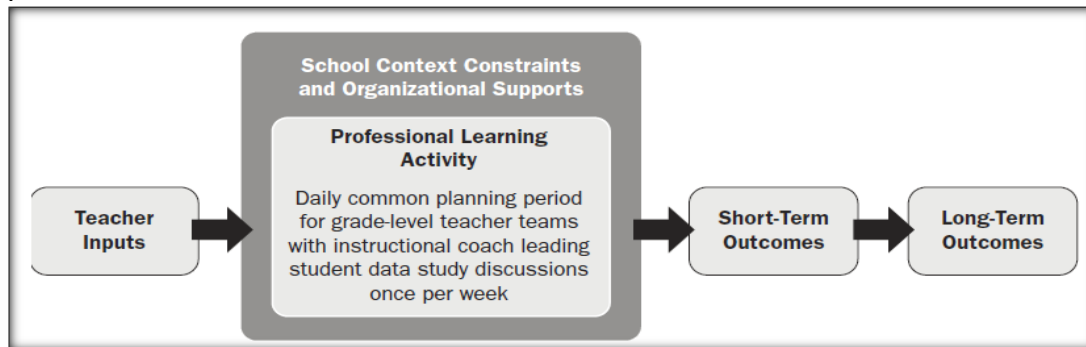 School Context Constraints
and Organizational Supports
Professional Learning
Activity
Daily common planning period
for grade-level teacher teams
with instructional coach leading
student data study discussions
once per week
Teacher
Inputs
Short-Term
Outcomes
Long-Term
Outcomes